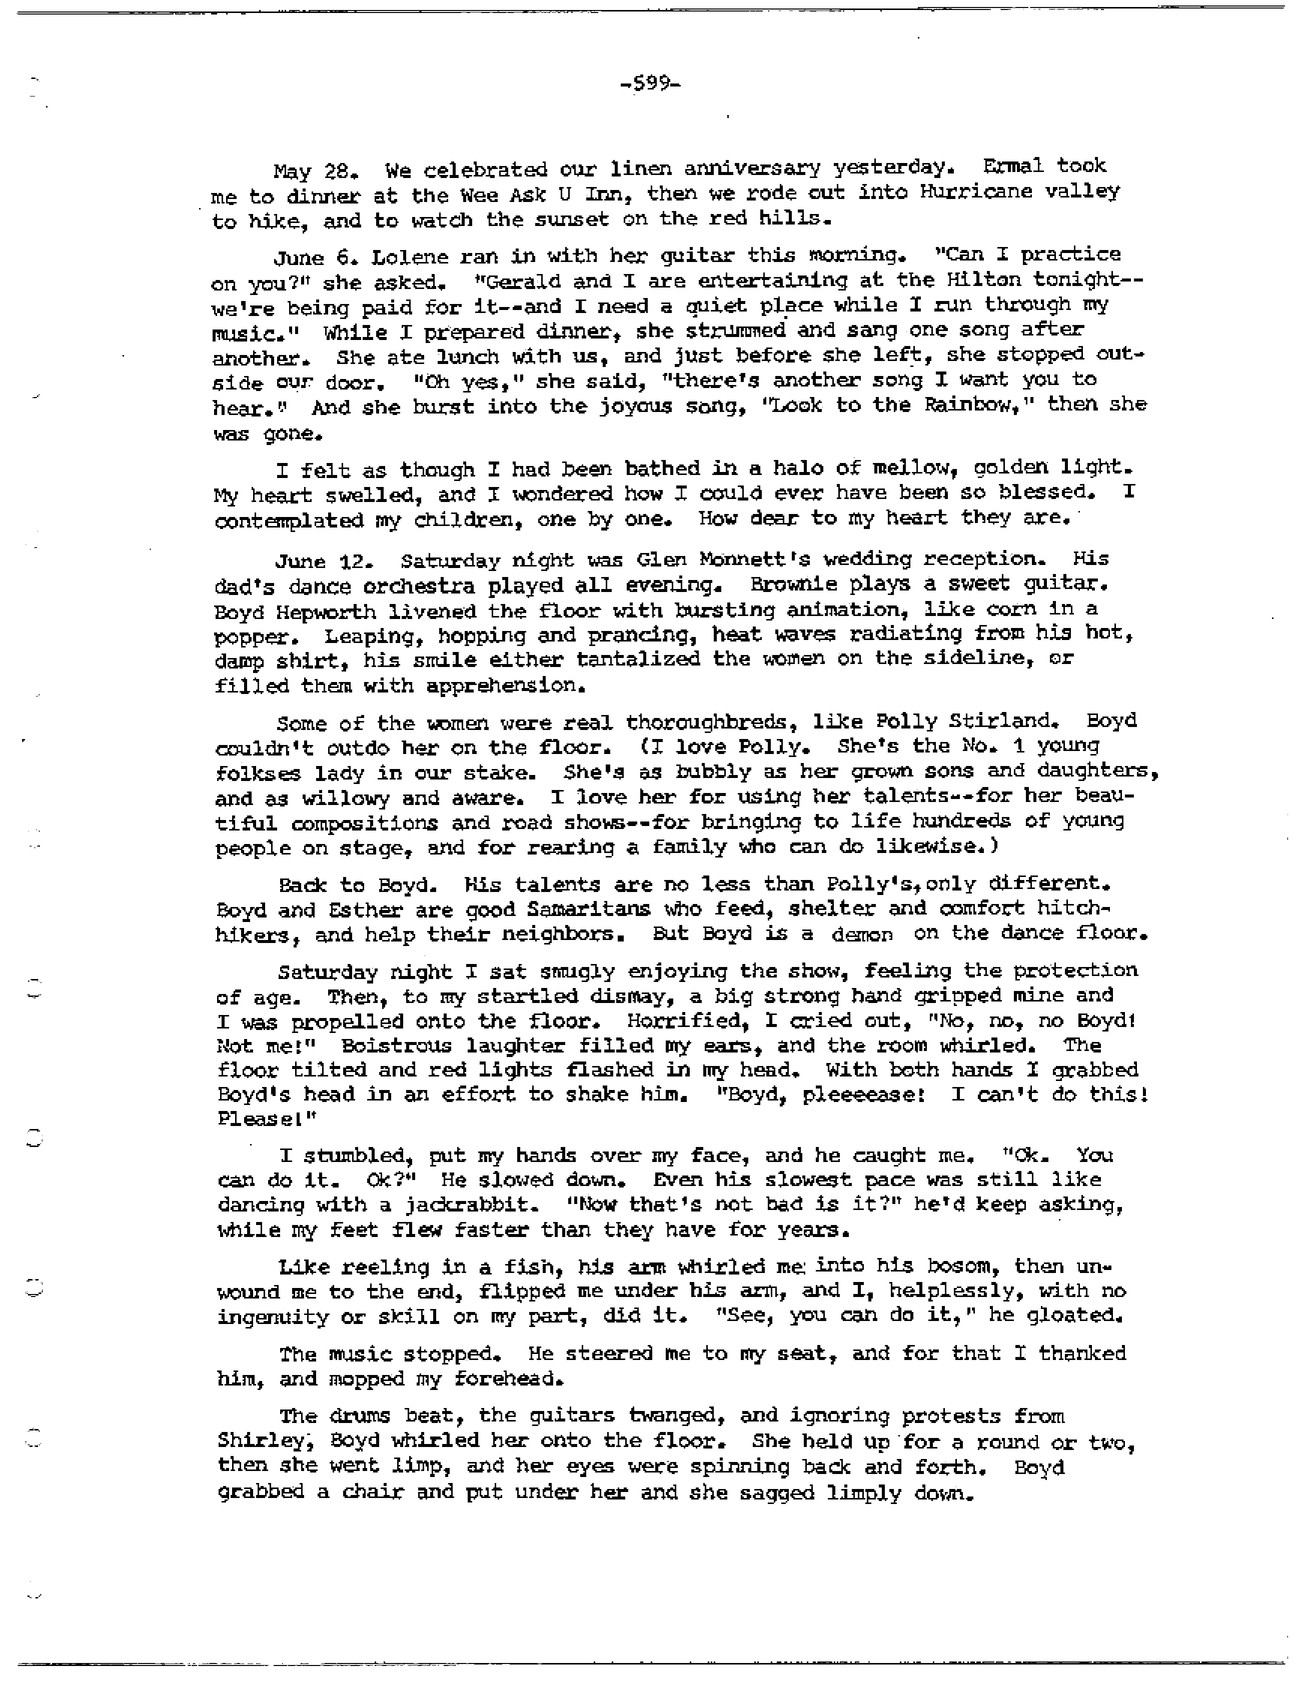 -599-
May 28. We celebrated our linen anniversary yesterday. Ermal took
me to dinner at the Wee Ask U Inn, then we rode out into Hurricane valley
to hike, and to watch the sunset on the red hills.
June 6. Lolene ran in with her guitar this morning. "Can I practice
on you?" she asked. "Gerald and I are entertaining at the Hilton tonight--
we're being paid for it--and I need a quiet place while I run through my
music." While I prepared dinner, she strummed and sang one song after
another. She ate lunch with us, and just before she left, she stopped out-
side our door. "Oh yes," she said, "there's another song I want you to
hear." And she burst into the joyous song, "Look to the Rainbow," then she
was gone.
I felt as though I had been bathed in a halo of mellow, golden light.
My heart swelled, and I wondered how I could ever have been so blessed. I
contemplated my children, one by one. How dear to my heart they are.
June 12. Saturday night was Glen Monnett's wedding reception. His
dad's dance orchestra played all evening. Brownie plays a sweet guitar.
Boyd Hepworth livened the floor with bursting animation, like corn in a
popper. Leaping, hopping and prancing, heat waves radiating from his hot,
damp shirt, his smile either tantalized the women on the sideline, or
filled them with apprehension.
Some of the women were real thoroughbreds, like Polly Stirland. Boyd
couldn't outdo her on the floor. (I love Polly. She's the No. 1 young
folkses lady in our stake. She's as bubbly as her grown sons and daughters,
and as willowy and aware. I love her for using her talents--for her beau-
tiful compositions and road shows--for bringing to life hundreds of young
people on stage, and for rearing a family who can do likewise.)
Back to Boyd. His talents are no less than Polly's,only different.
Boyd and Esther are good Samaritans who feed, shelter and comfort hitch-
hikers, and help their neighbors. But Boyd is a demon on the dance floor.
Saturday night I sat smugly enjoying the show, feeling the protection
of age. Then, to my startled dismay, a big strong hand gripped mine and
I was propelled onto the floor. Horrified, I cried out, "No, no, no Boyd!
Not me!" Boistrous laughter filled my ears, and the room whirled. The
floor tilted and red lights flashed in my head. With both hands I grabbed
Boyd's head in an effort to shake him. "Boyd, pleeeease! I can't do this!
Please!"
I stumbled, put my hands over my face, and he caught me. "Ok. You
can do it. Ok?" He slowed down. Even his slowest pace was still like
dancing with a jackrabbit. "Now that's not bad is it?" he'd keep asking,
while my feet flew faster than they have for years.
Like reeling in a fish, his arm whirled me into his bosom, then un-
wound me to the end, flipped me under his arm, and I, helplessly, with no
ingenuity or skill on my part, did it. "See, you can do it," he gloated.
The music stopped. He steered me to my seat, and for that I thanked
him, and mopped my forehead.
The drums beat, the guitars twanged, and ignoring protests from
Shirley, Boyd whirled her onto the floor. She held up for a round or two,
then she went limp, and her eyes were spinning back and forth. Boyd
grabbed a chair and put under her and she sagged limply down.